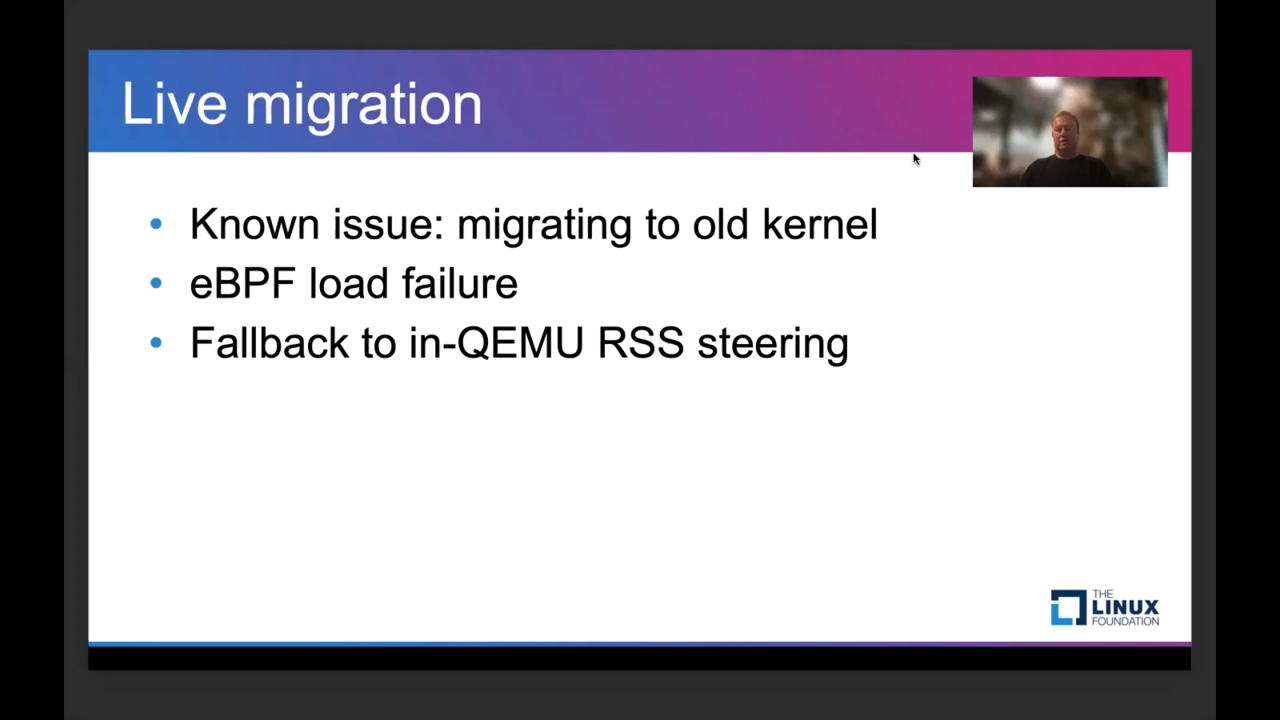 Live migration
• Known issue: migrating to old kernel
• eBPF load failure
• Fallback to in-QEMU RSS steering
THE
LINUX
FOUNDATION